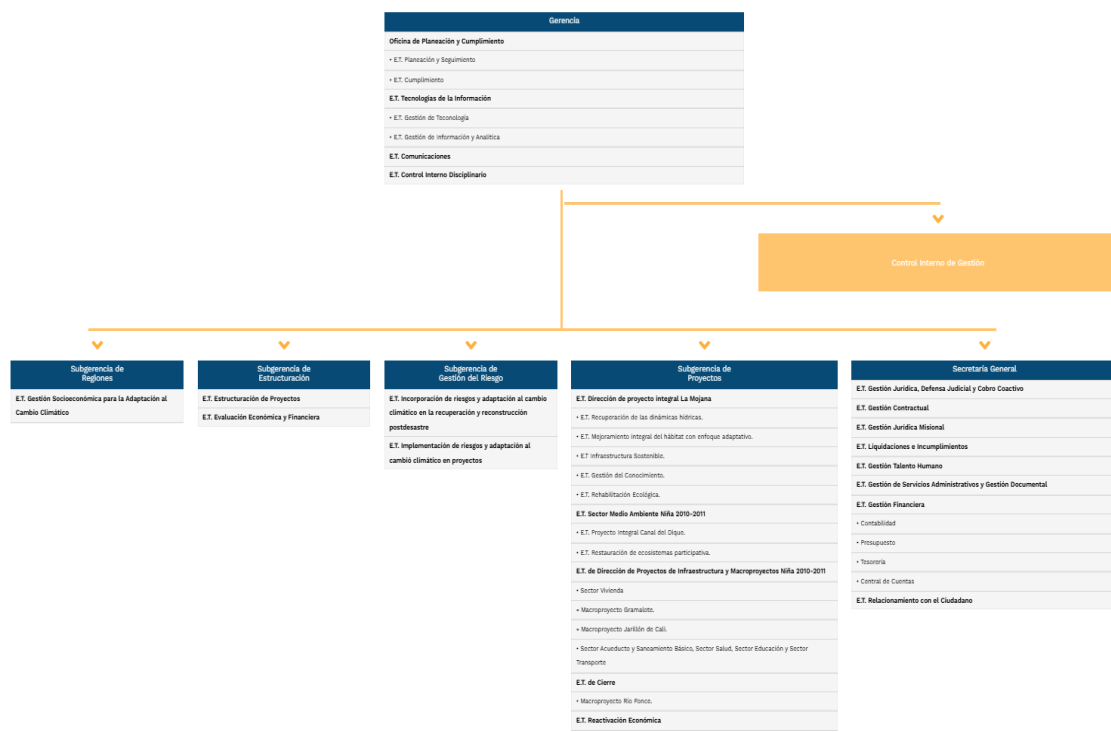 Gerencia
Oficina de Planeación y Cumplimiento
• E.T. Planeación y Seguimiento
• E.T. Cumplimiento
E.T. Tecnologías de la Información
• E.T. Gestión de Teconología
• E.T. Gestión de Información y Analítica
E.T. Comunicaciones
E.T. Control Interno Disciplinario
Control Interno de Gestión
Subgerencia de
Regiones
E.T. Gestión Socioeconómica para la Adaptación al
Cambio Climático
Subgerencia de
Estructuración
E.T. Estructuración de Proyectos
E.T. Evaluación Económica y Financiera
Subgerencia de
Gestión del Riesgo
E.T. Incorporación de riesgos y adaptación al cambio
climático en la recuperación y reconstrucción
postdesastre
E.T. Implementación de riesgos y adaptación al
cambió climático en proyectos
Subgerencia de
Proyectos
E.T. Dirección de proyecto integral La Mojana
• E.T. Recuperación de las dinámicas hídricas.
• E.T. Mejoramiento integral del hábitat con enfoque adaptativo.
• E.T Infraestructura Sostenible.
• E.T. Gestión del Conocimiento.
• E.T. Rehabilitación Ecológica.
E.T. Sector Medio Ambiente Niña 2010-2011
• E.T. Proyecto Integral Canal del Dique.
• E.T. Restauración de ecosistemas participativa.
E.T. de Dirección de Proyectos de Infraestructura y Macroproyectos Niña 2010-2011
• Sector Vivienda
• Macroproyecto Gramalote.
• Macroproyecto Jarillón de Cali.
• Sector Acueducto y Saneamiento Básico, Sector Salud, Sector Educación y Sector
Transporte
E.T. de Cierre
• Macroproyecto Río Fonce.
E.T. Reactivación Económica
Secretaría General
E.T. Gestión Jurídica, Defensa Judicial y Cobro Coactivo
E.T. Gestión Contractual
E.T. Gestión Jurídica Misional
E.T. Liquidaciones e Incumplimientos
E.T. Gestión Talento Humano
E.T. Gestión de Servicios Administrativos y Gestión Documental
E.T. Gestión Financiera
• Contabilidad
• Presupuesto
• Tesorería
• Central de Cuentas
E.T. Relacionamiento con el Ciudadano